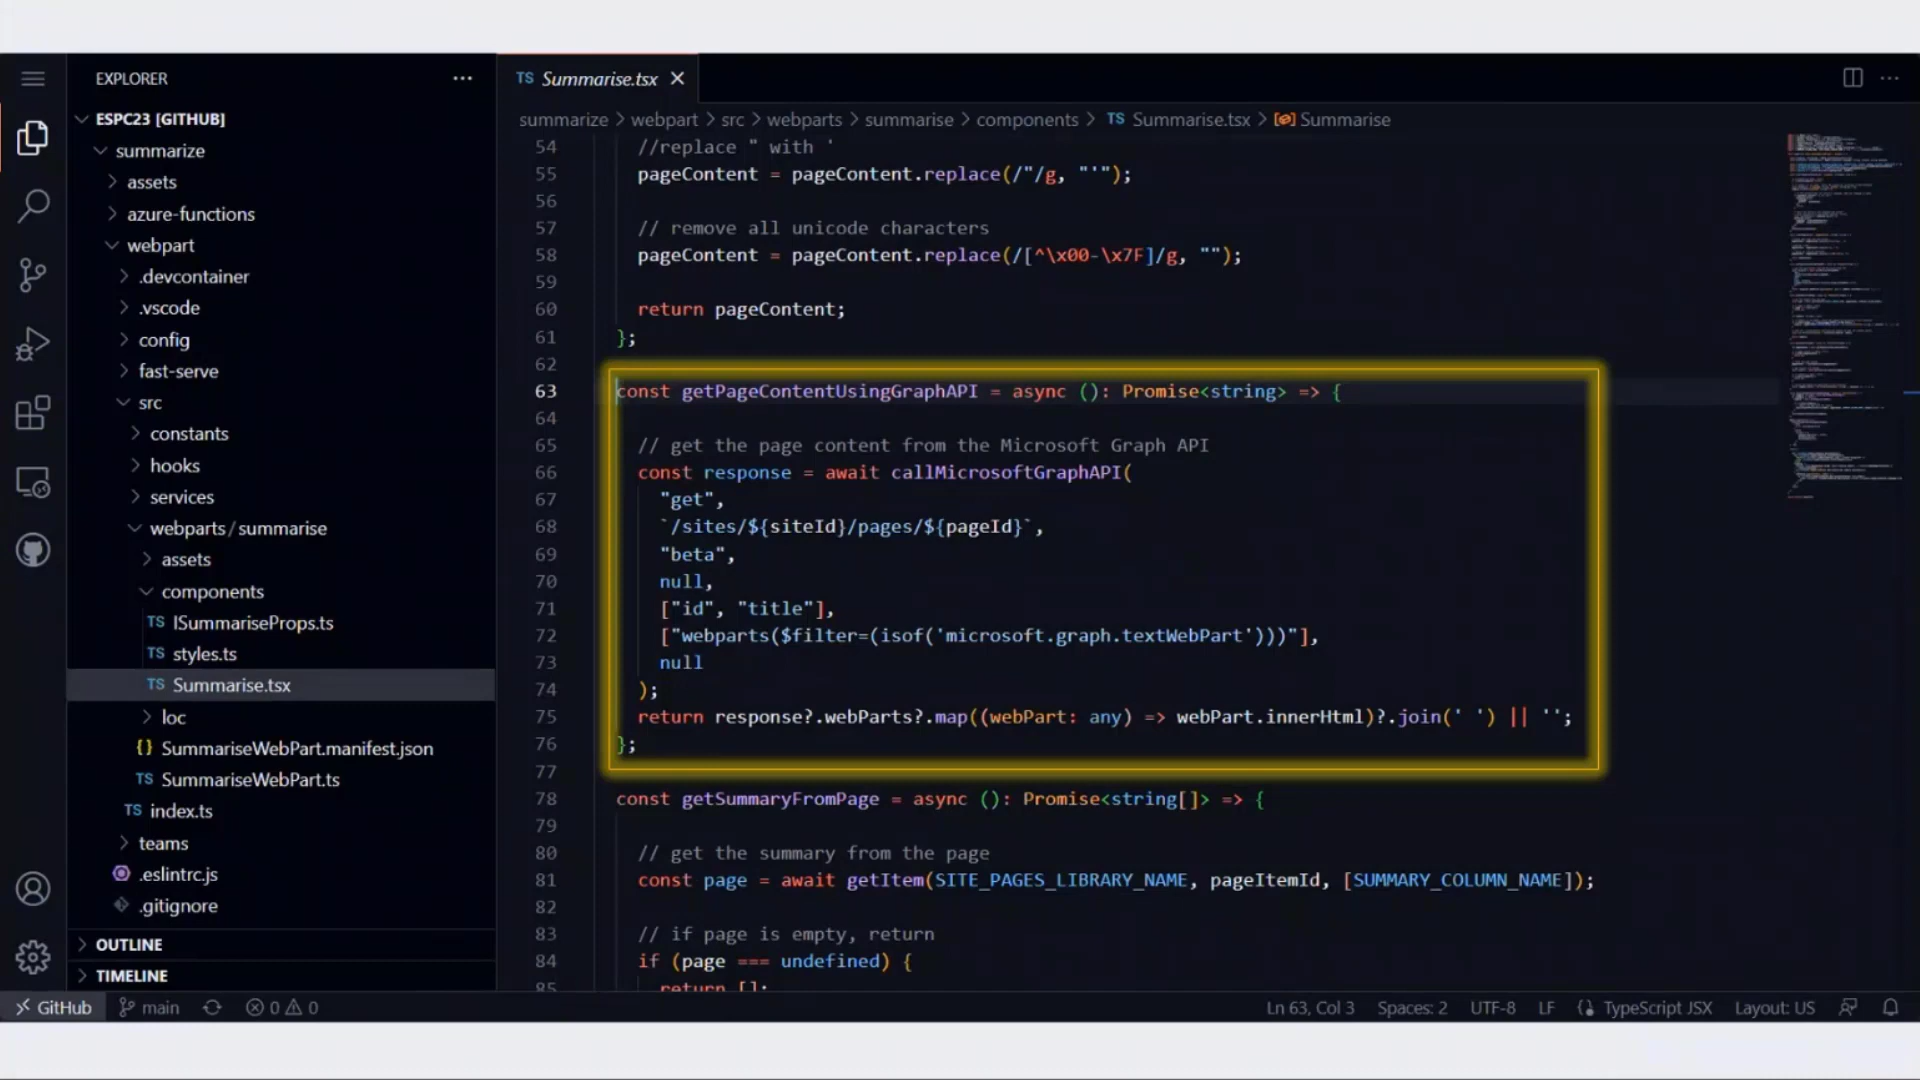 EXPLORER
ESPC23 [GITHUB]
summarize
assets
azure-functions
webpart
.devcontainer
.vscode
config
fast-serve
src
constants
hooks
services
webparts/summarise
assets
components
TS ISummariseProps.ts
TS styles.ts
TS Summarise.tsx
loc
{} SummariseWebPart.manifest.json
TS SummariseWebPart.ts
TS index.ts
teams
.eslintrc.js
.gitignore
OUTLINE
TIMELINE
TS Summarise.tsx
summarize > webpart > src > webparts > summarise > components > TS Summarise.tsx > Summarise
54 //replace " with '
55 pageContent = pageContent.replace(/"/g, "'");
56
57 // remove all unicode characters
58 pageContent = pageContent.replace(/[^\x00-\x7F]/g, "");
59
60 return pageContent;
61 };
62
63 const getPageContentUsingGraphAPI = async (): Promise<string> => {
64
65 // get the page content from the Microsoft Graph API
66 const response = await callMicrosoftGraphAPI(
67 "get",
68 `/sites/${siteId}/pages/${pageId}`,
69 "beta",
70 null,
71 ["id", "title"],
72 ["webparts($filter=(isof('microsoft.graph.textWebPart')))"],
73 null
74 );
75 return response?.webParts?.map((webPart: any) => webPart.innerHtml)?.join(' ') || '';
76 };
77
78 const getSummaryFromPage = async (): Promise<string[]> => {
79
80 // get the summary from the page
81 const page = await getItem(SITE_PAGES_LIBRARY_NAME, pageItemId, [SUMMARY_COLUMN_NAME]);
82
83 // if page is empty, return
84 if (page === undefined) {
85 return [];
GitHub main 0 0 Ln 63, Col 3 Spaces: 2 UTF-8 LF TypeScript JSX Layout: US